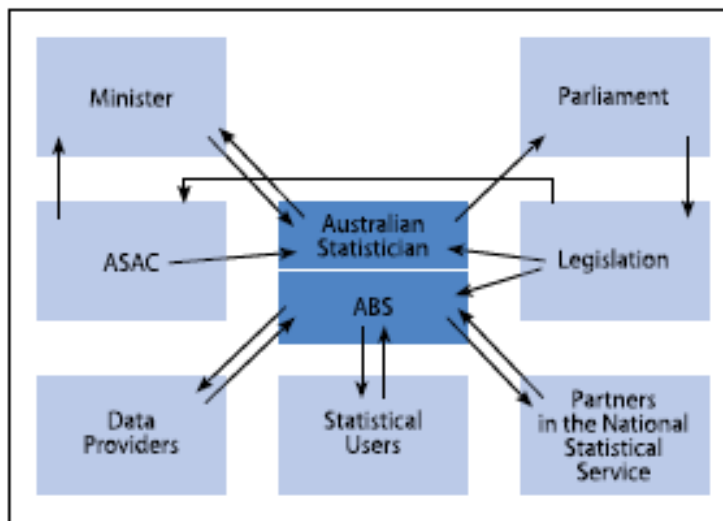 Minister
Parliament
ASAC
Australian
Statistician
Legislation
ABS
Data
Providers
Statistical
Users
Partners
in the National
Statistical
Service